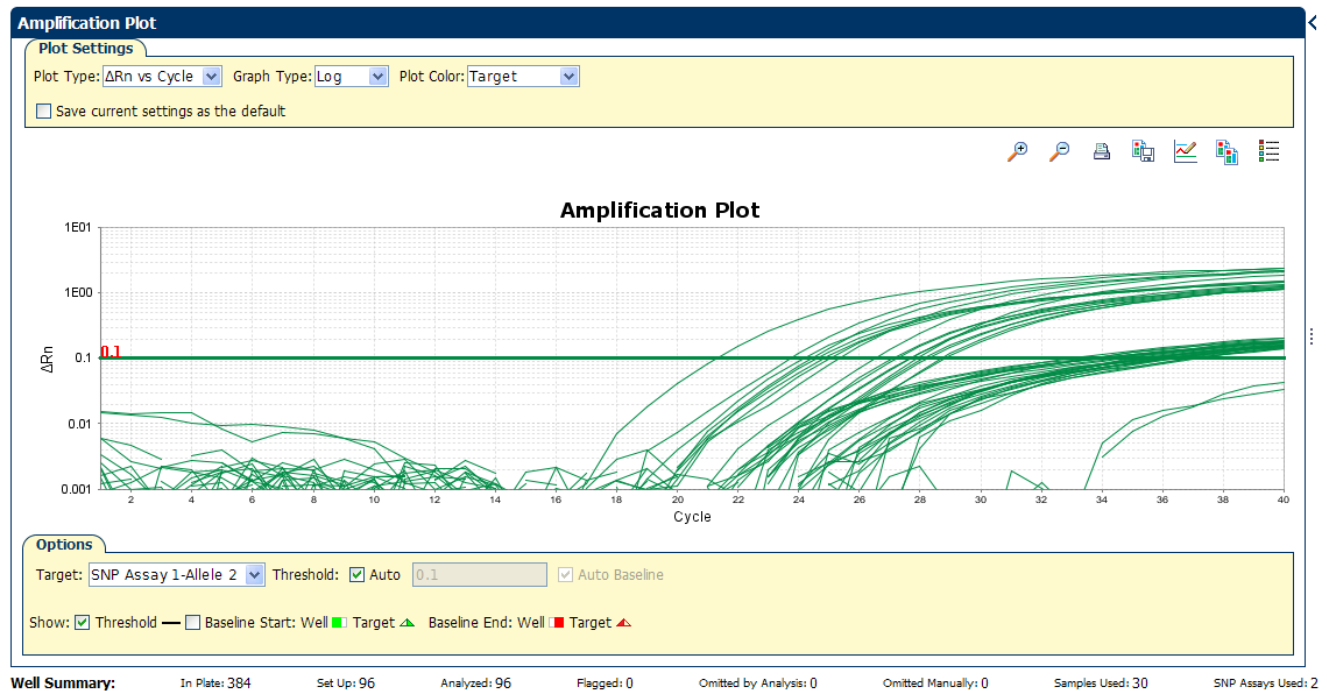 Amplification Plot
Plot Settings
Plot Type: ΔRn vs Cycle Graph Type: Log Plot Color: Target
Save current settings as the default
Amplification Plot
1E01
1E00
0.1
0.1
0.01
0.001
ΔRn
2 4 6 8 10 12 14 16 18 20 22 24 26 28 30 32 34 36 38 40
Cycle
Options
Target: SNP Assay 1-Allele 2 Threshold: Auto 0.1 Auto Baseline
Show: Threshold Baseline Start: Well Target Baseline End: Well Target
Well Summary: In Plate: 384 Set Up: 96 Analyzed: 96 Flagged: 0 Omitted by Analysis: 0 Omitted Manually: 0 Samples Used: 30 SNP Assays Used: 2